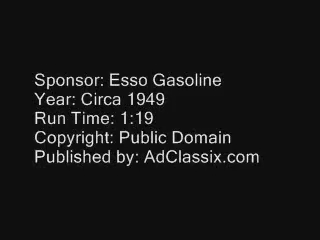 Sponsor: Esso Gasoline
Year: Circa 1949
Run Time: 1:19
Copyright: Public Domain
Published by: AdClassix.com